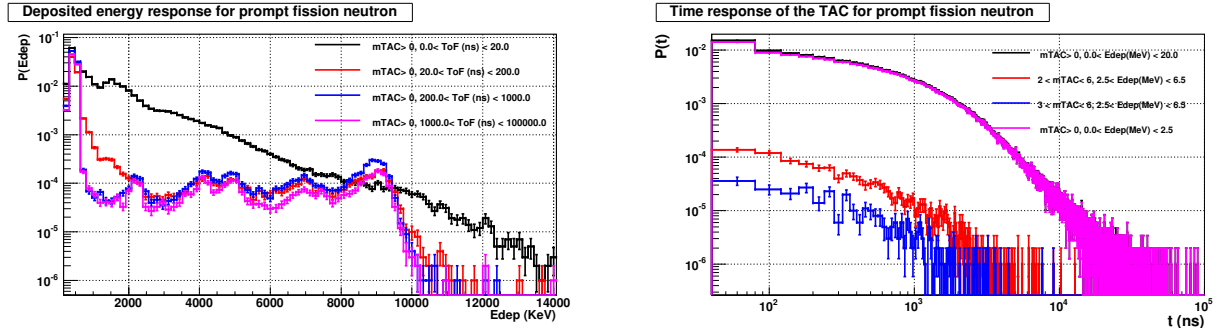 Deposited energy response for prompt fission neutron
P(Edep)
10⁻¹
10⁻²
10⁻³
10⁻⁴
10⁻⁵
10⁻⁶
mTAC> 0, 0.0< ToF (ns) < 20.0
mTAC> 0, 20.0< ToF (ns) < 200.0
mTAC> 0, 200.0< ToF (ns) < 1000.0
mTAC> 0, 1000.0< ToF (ns) < 100000.0
2000 4000 6000 8000 10000 12000 14000
Edep (KeV)
Time response of the TAC for prompt fission neutron
P(t)
10⁻²
10⁻³
10⁻⁴
10⁻⁵
10⁻⁶
mTAC> 0, 0.0< Edep(MeV) < 20.0
2 < mTAC< 6, 2.5< Edep(MeV) < 6.5
3 < mTAC< 6, 2.5< Edep(MeV) < 6.5
mTAC> 0, 0.0< Edep(MeV) < 2.5
10² 10³ 10⁴ 10⁵
t (ns)